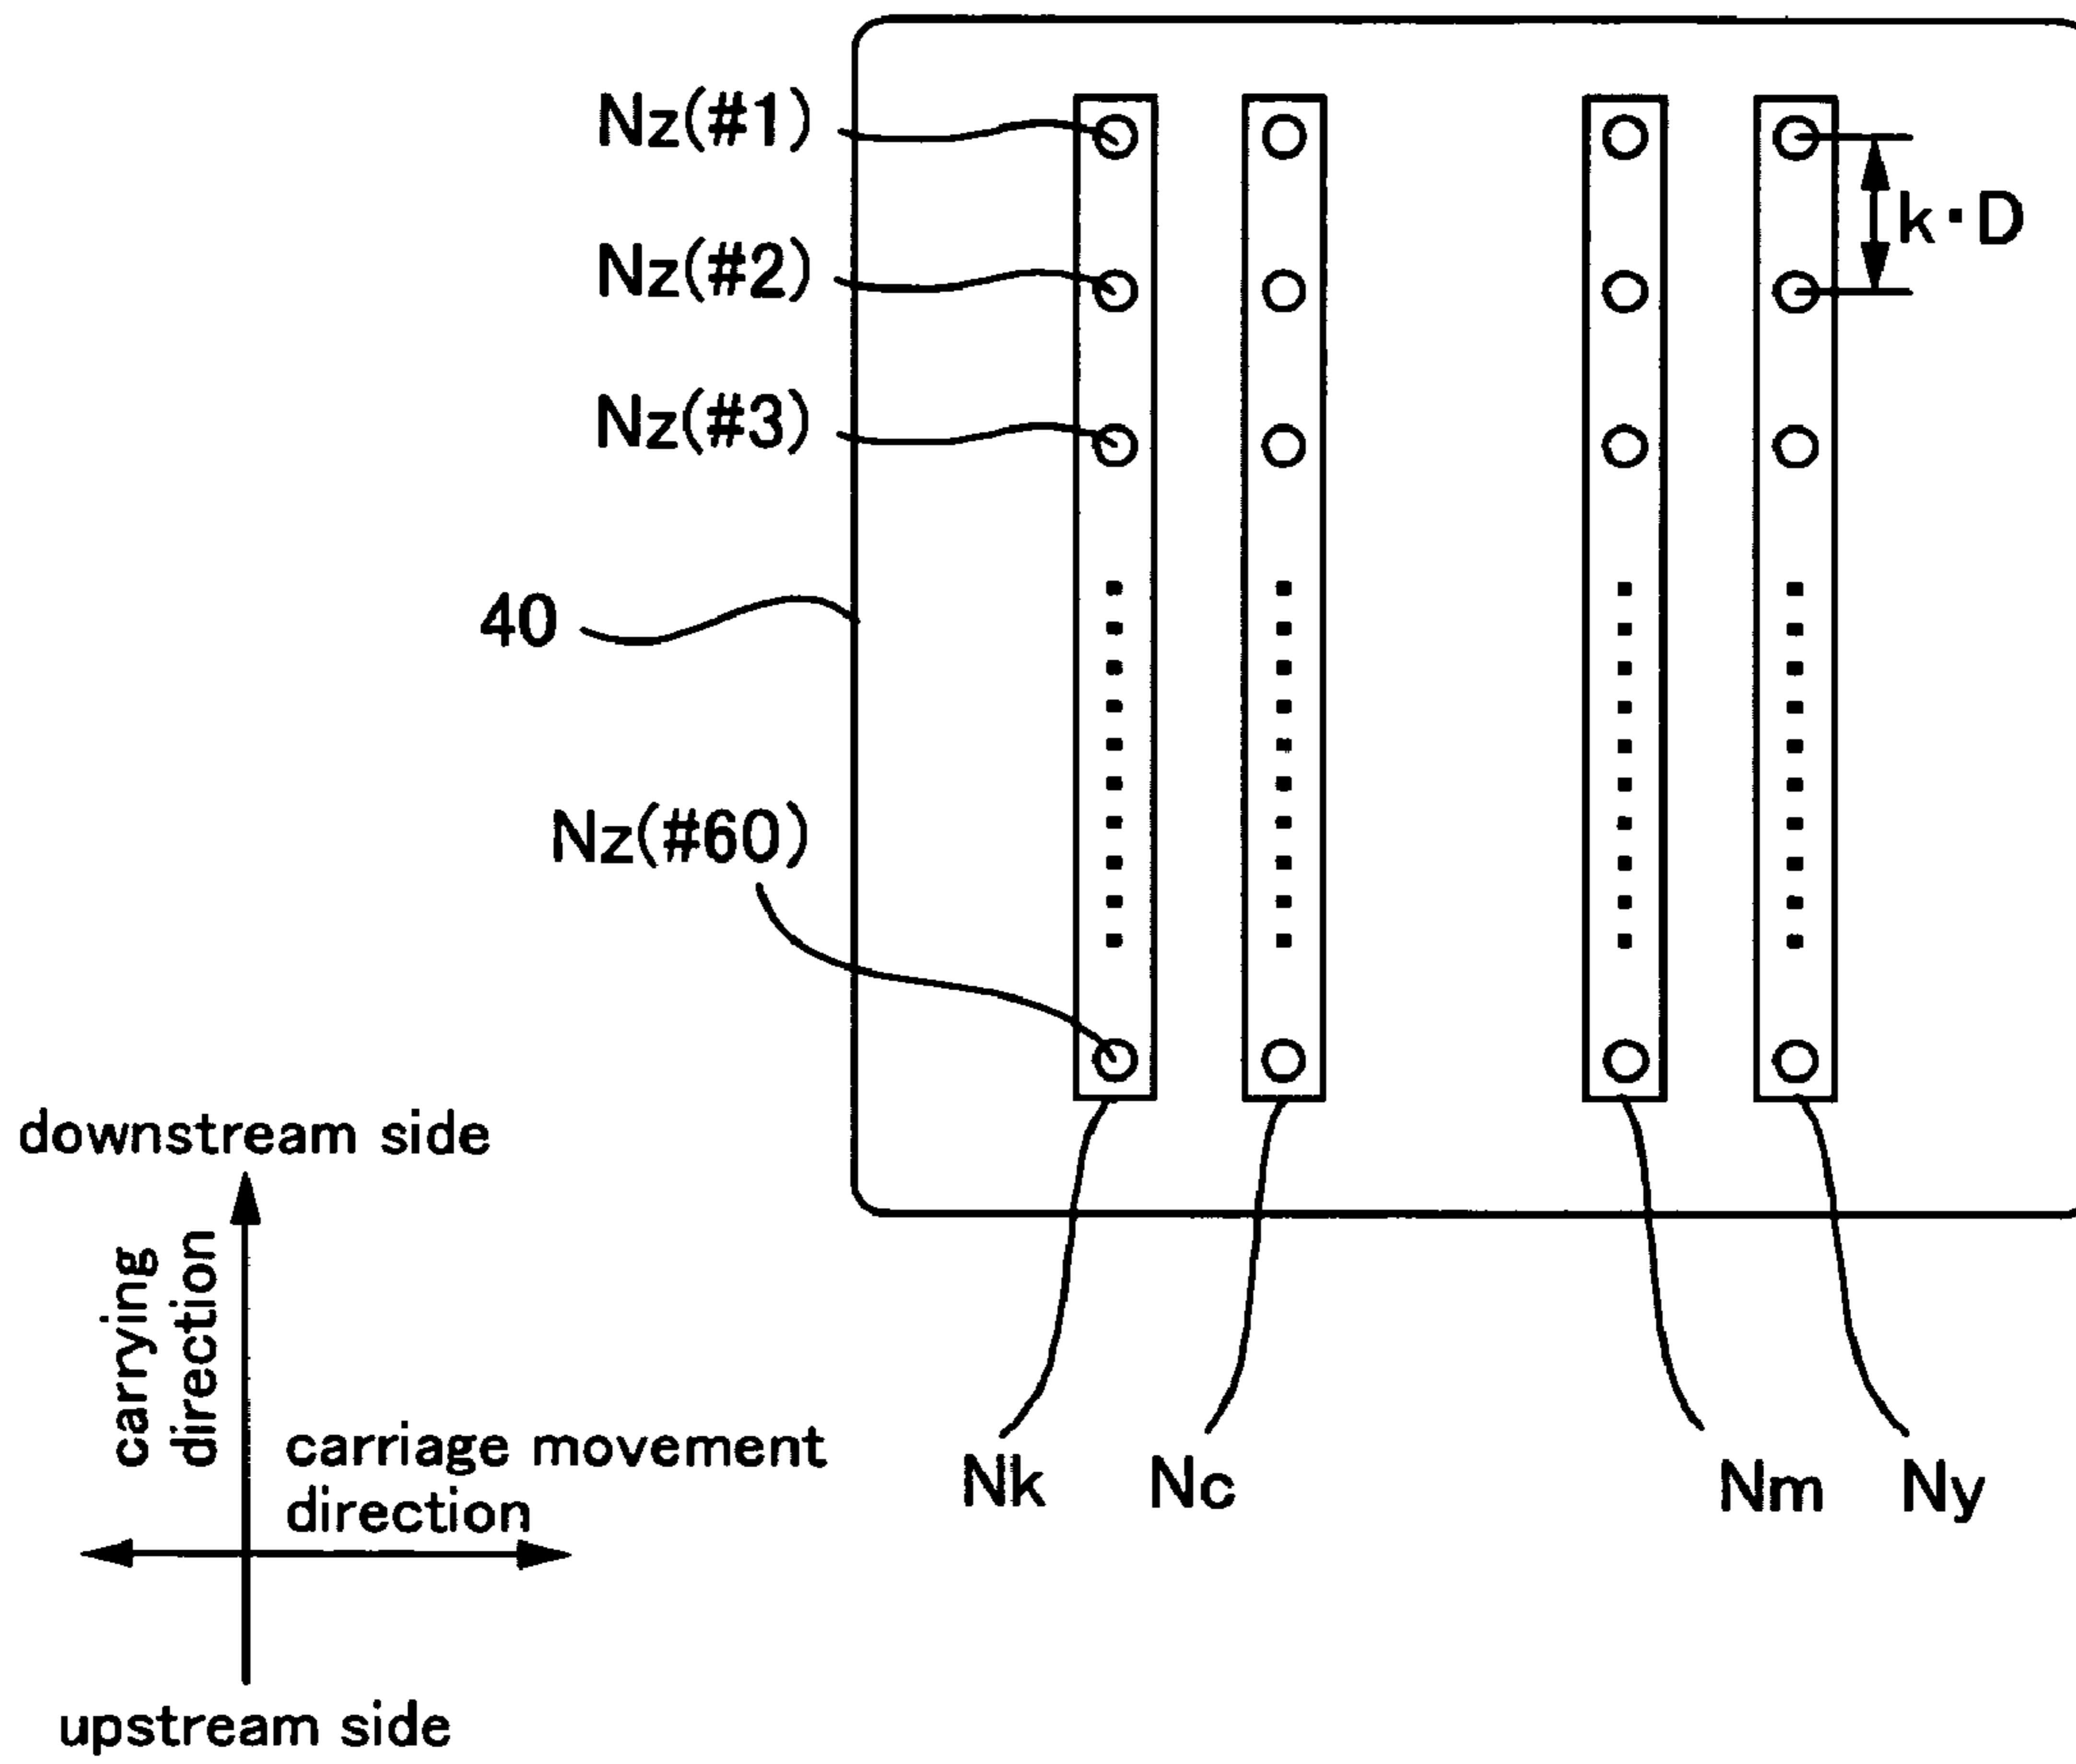 Nz(#1)
k・D
Nz(#2)
Nz(#3)
40
Nz(#60)
downstream side
carrying
direction
carriage movement
direction
upstream side
Nk
Nc
Nm
Ny